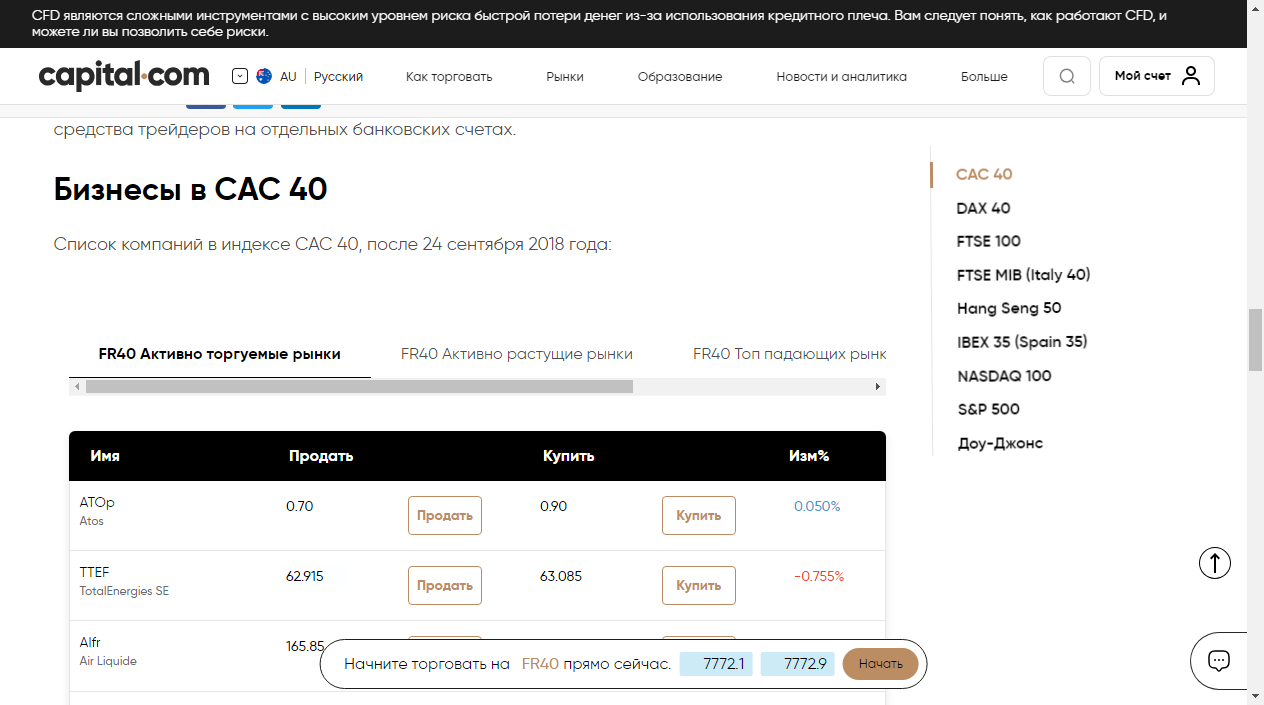 CFD являются сложными инструментами с высоким уровнем риска быстрой потери денег из-за использования кредитного плеча. Вам следует понять, как работают CFD, и
можете ли вы позволить себе риски.
capital.com AU Русский Как торговать Рынки Образование Новости и аналитика Больше Мой счет
средства трейдеров на отдельных банковских счетах.
Бизнесы в CAC 40
Список компаний в индексе CAC 40, после 24 сентября 2018 года:
CAC 40
DAX 40
FTSE 100
FTSE MIB (Italy 40)
Hang Seng 50
IBEX 35 (Spain 35)
NASDAQ 100
S&P 500
Доу-Джонс
FR40 Активно торгуемые рынки FR40 Активно растущие рынки FR40 Топ падающих рынк
Имя Продать Купить Изм%
ATOp 0.70 Продать 0.90 Купить 0.050%
Atos
TTEF 62.915 Продать 63.085 Купить -0.755%
TotalEnergies SE
AIfr 165.85
Air Liquide
Начните торговать на FR40 прямо сейчас. 7772.1 7772.9 Начать